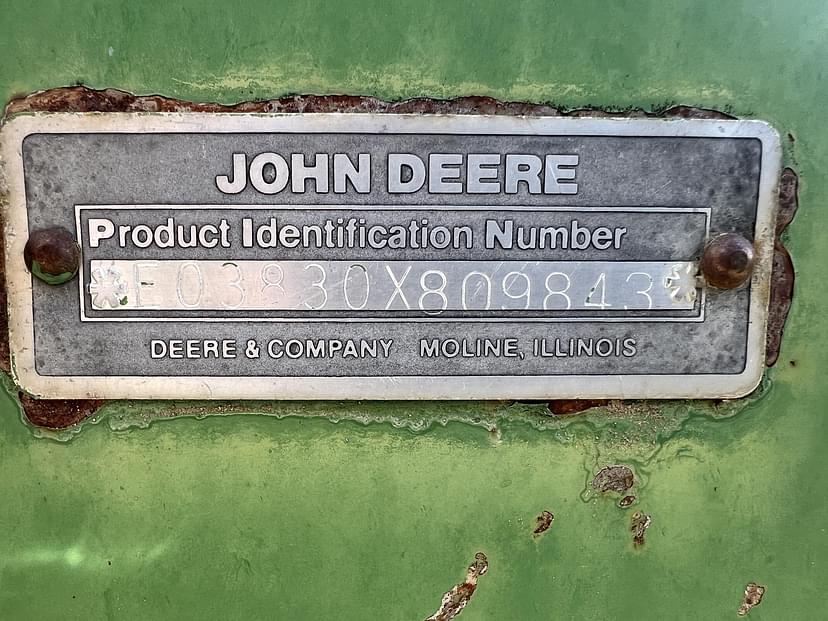 JOHN DEERE
Product Identification Number
*E03830X809843*
DEERE & COMPANY MOLINE, ILLINOIS